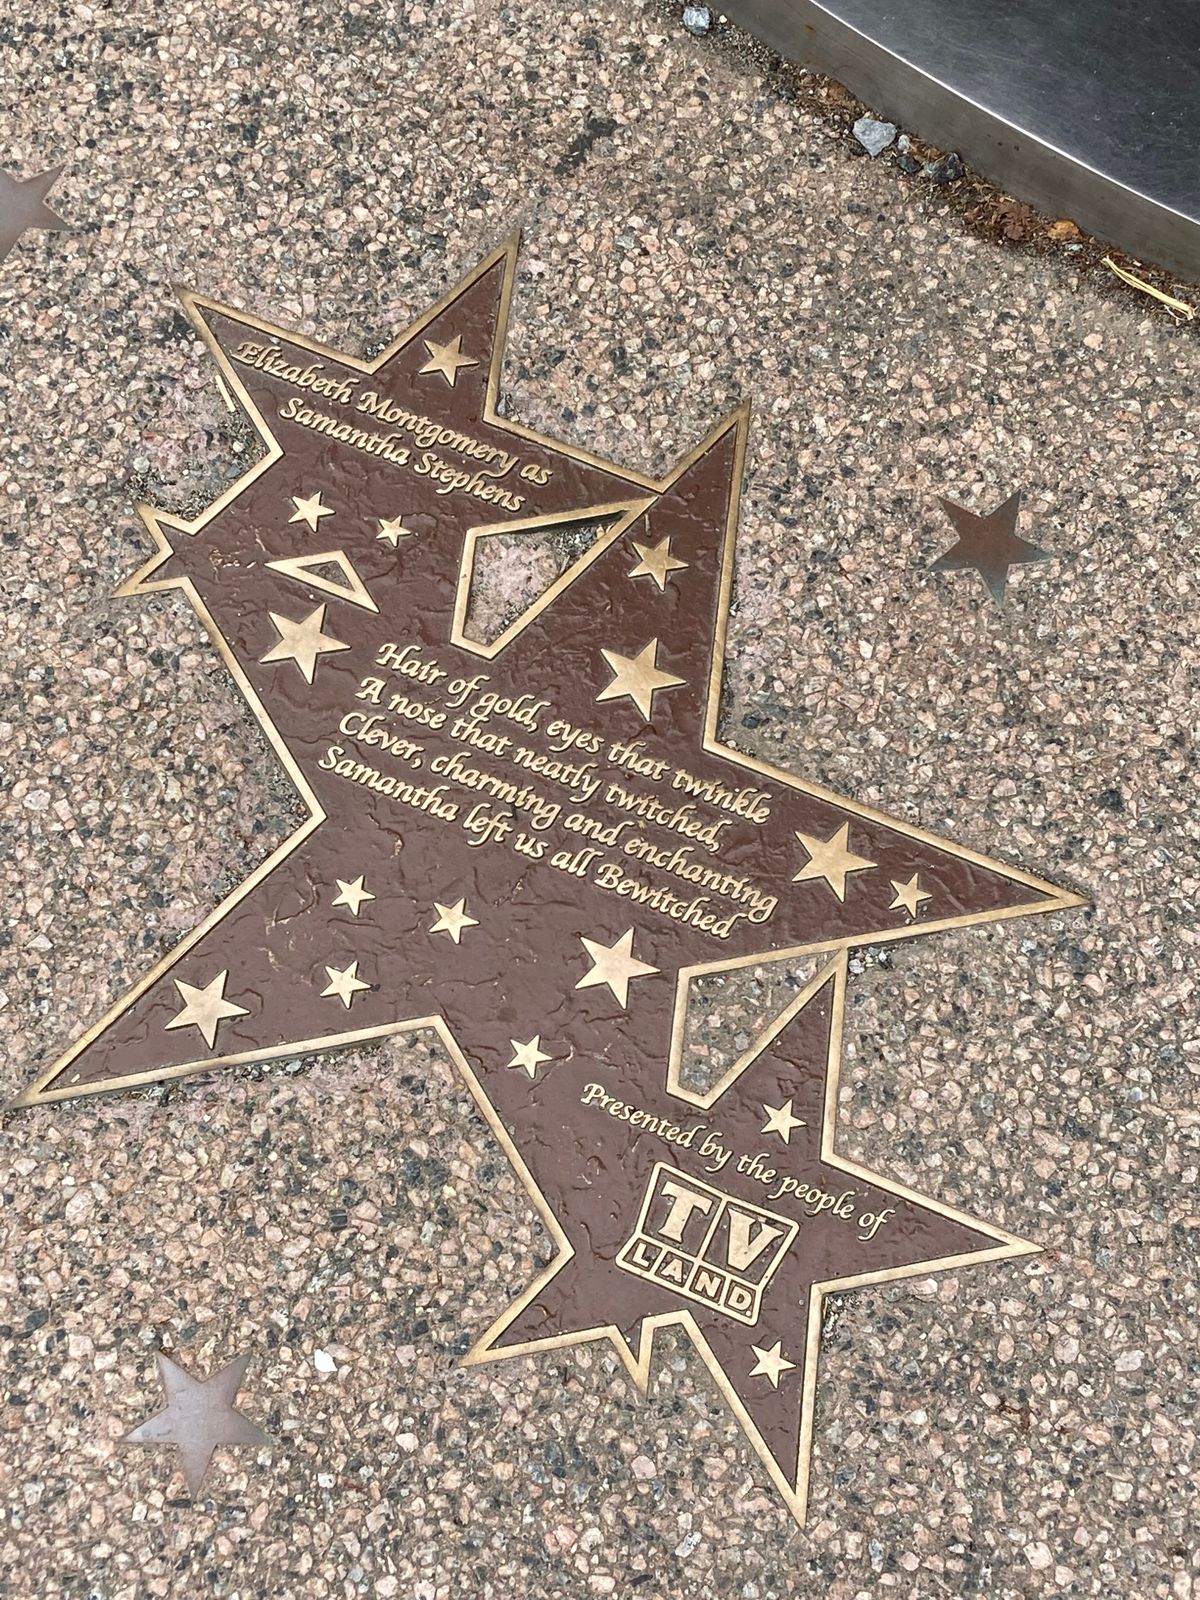 Elizabeth Montgomery as
Samantha Stephens
Hair of gold, eyes that twinkle
A nose that neatly twitched,
Clever, charming and enchanting
Samantha left us all Bewitched
Presented by the people of
TV
LAND